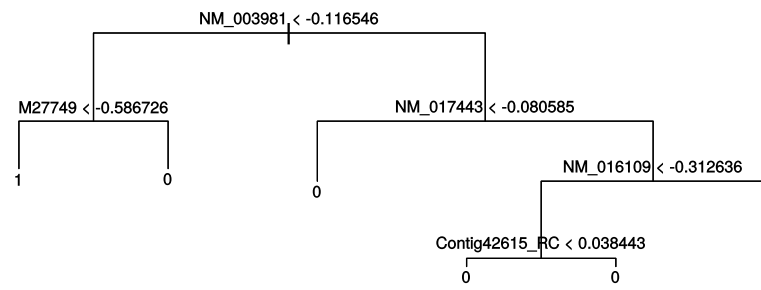 NM_003981 < -0.116546
M27749 < -0.586726
NM_017443 < -0.080585
1
0
0
NM_016109 < -0.312636
Contig42615_RC < 0.038443
0
0